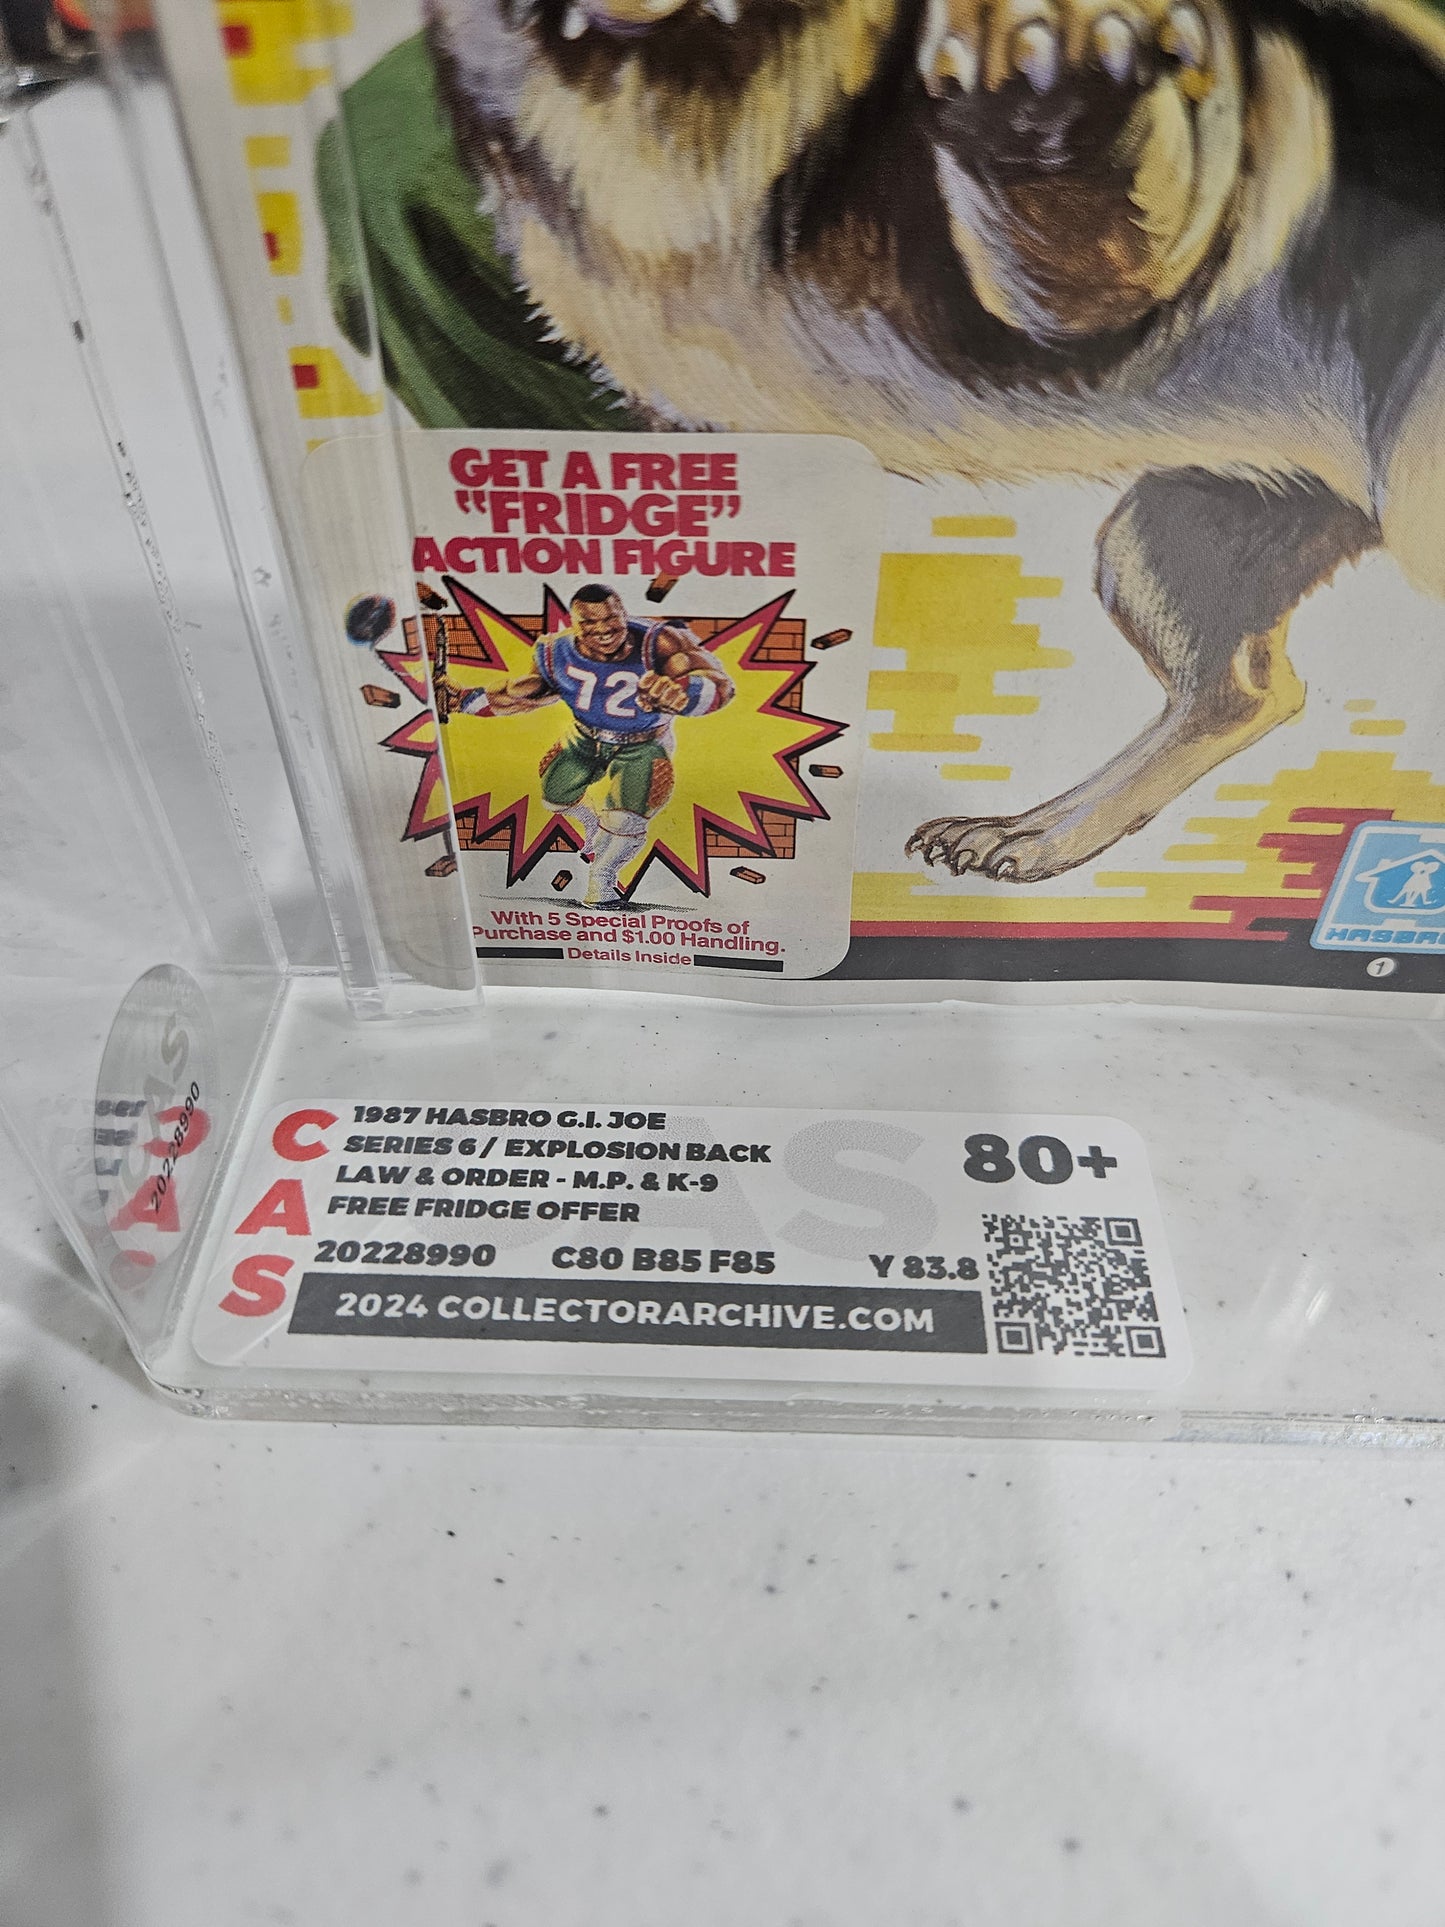 GET A FREE
"FRIDGE"
ACTION FIGURE
72
With 5 Special Proofs of
Purchase and $1.00 Handling.
Details Inside
HASBRO
1
CAS
1987 HASBRO G.I. JOE
SERIES 6 / EXPLOSION BACK
LAW & ORDER - M.P. & K-9
FREE FRIDGE OFFER
80+
20228990 C80 B85 F85 Y 83.8
2024 COLLECTORARCHIVE.COM
CAS
20228990